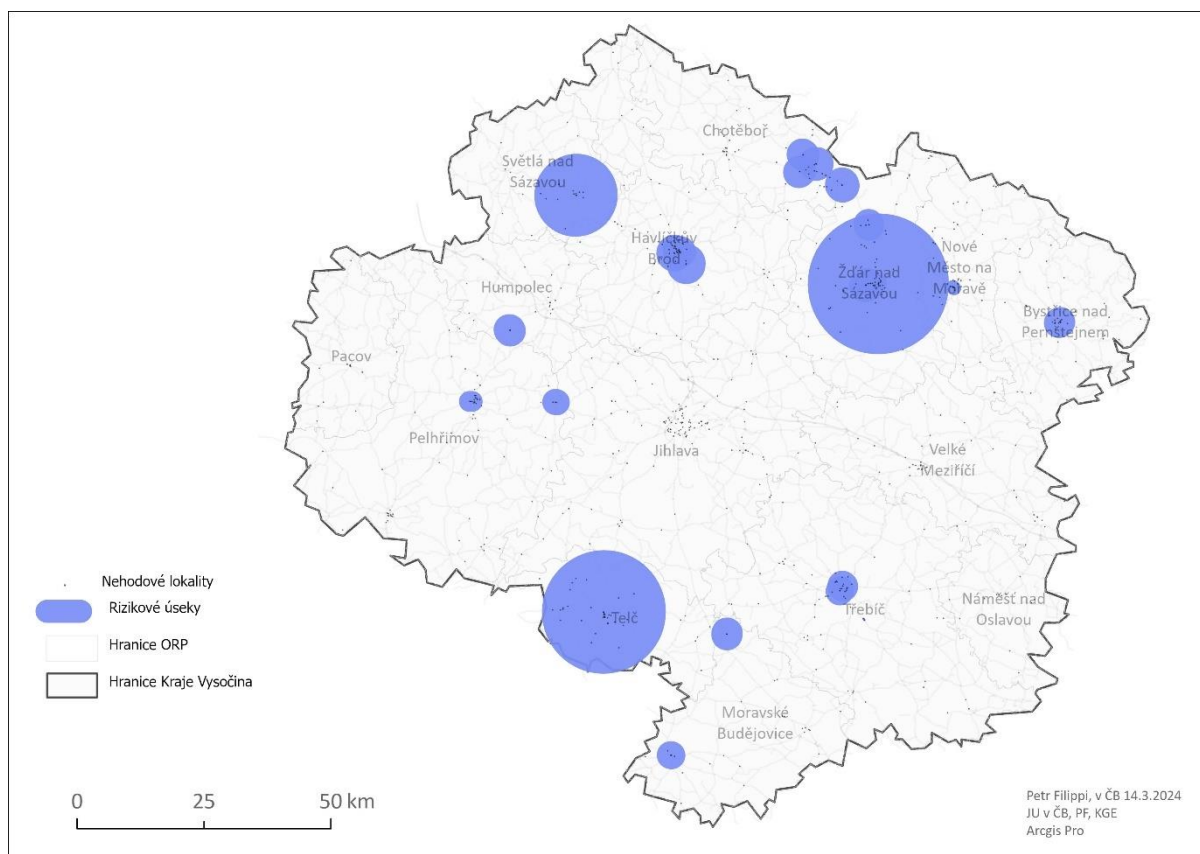 Chotěboř
Světlá nad
Sázavou
Havlíčkův
Brod
Nové
Město na
Moravě
Žďár nad
Sázavou
Humpolec
Bystřice nad
Pernštejnem
Pacov
Pelhřimov
Jihlava
Velké
Meziříčí
Telč
Třebíč
Náměšť nad
Oslavou
Moravské
Budějovice
Nehodové lokality
Rizikové úseky
Hranice ORP
Hranice Kraje Vysočina
0 25 50 km
Petr Filippi, v ČB 14.3.2024
JU v ČB, PF, KGE
Arcgis Pro